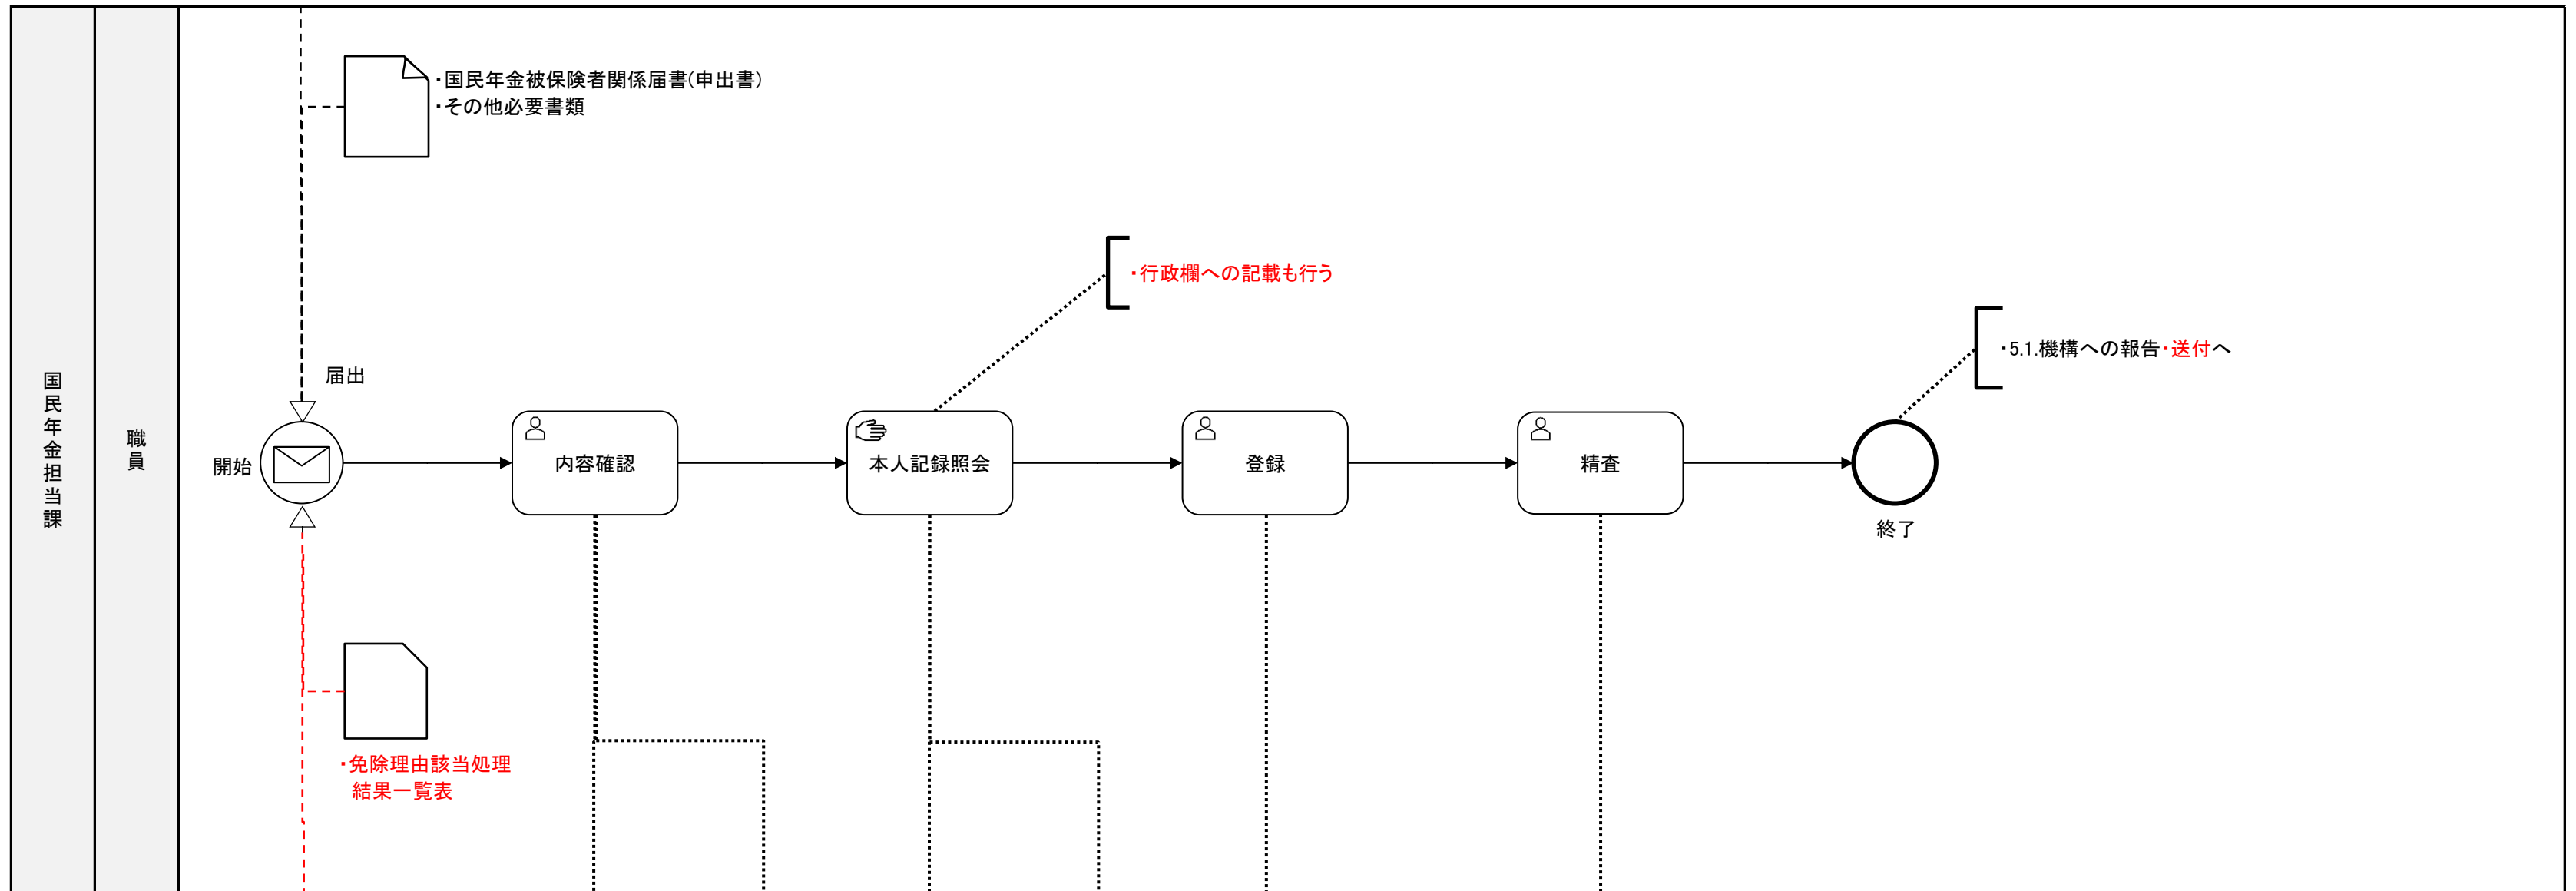 国民年金担当課
職員
・国民年金被保険者関係届書(申出書)
・その他必要書類
・行政欄への記載も行う
・5.1.機構への報告・送付へ
届出
開始
内容確認
本人記録照会
登録
精査
終了
・免除理由該当処理
結果一覧表